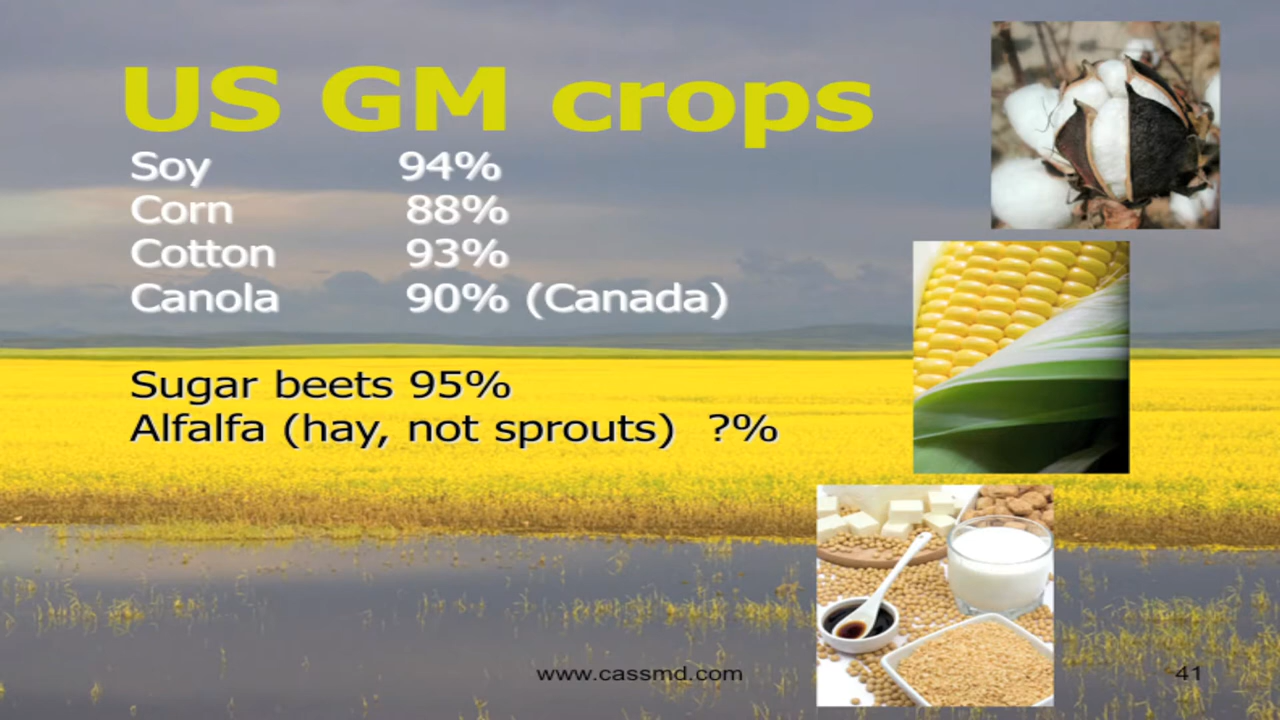 US GM crops
Soy 94%
Corn 88%
Cotton 93%
Canola 90% (Canada)
Sugar beets 95%
Alfalfa (hay, not sprouts) ?%
www.cassmd.com
41